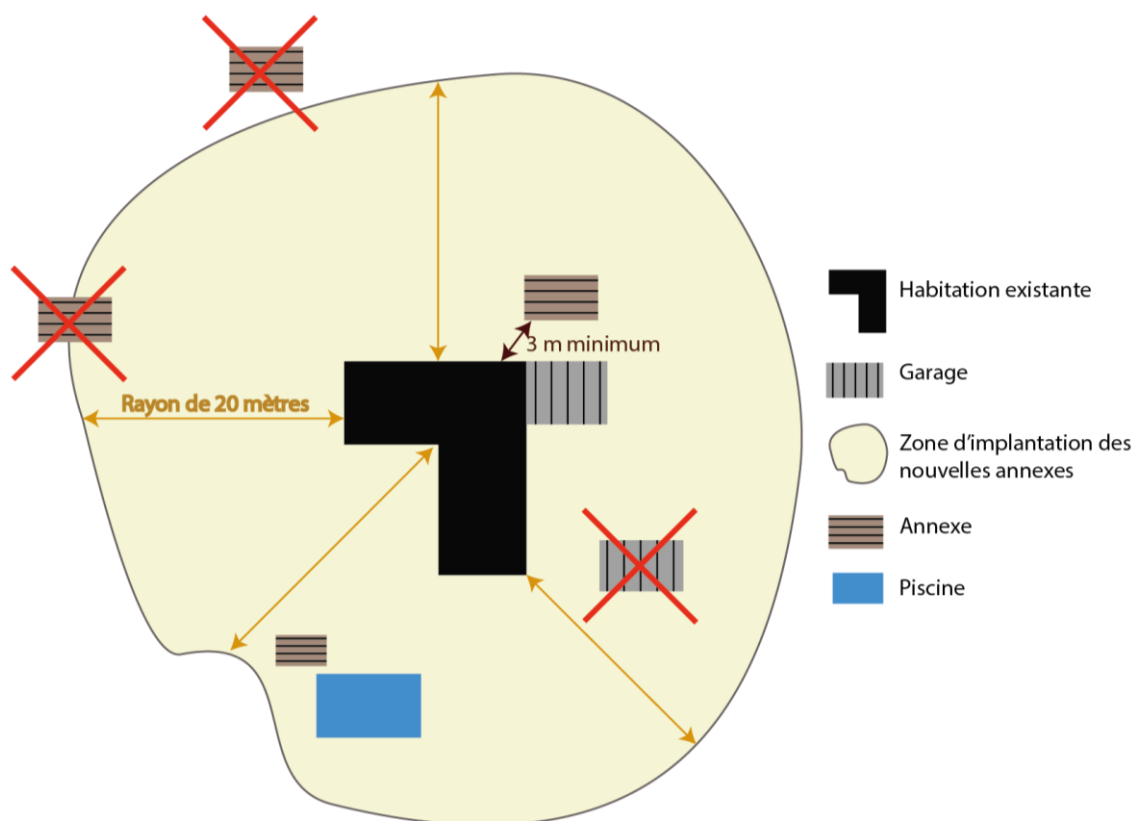 3 m minimum
Rayon de 20 mètres
Habitation existante
Garage
Zone d'implantation des
nouvelles annexes
Annexe
Piscine